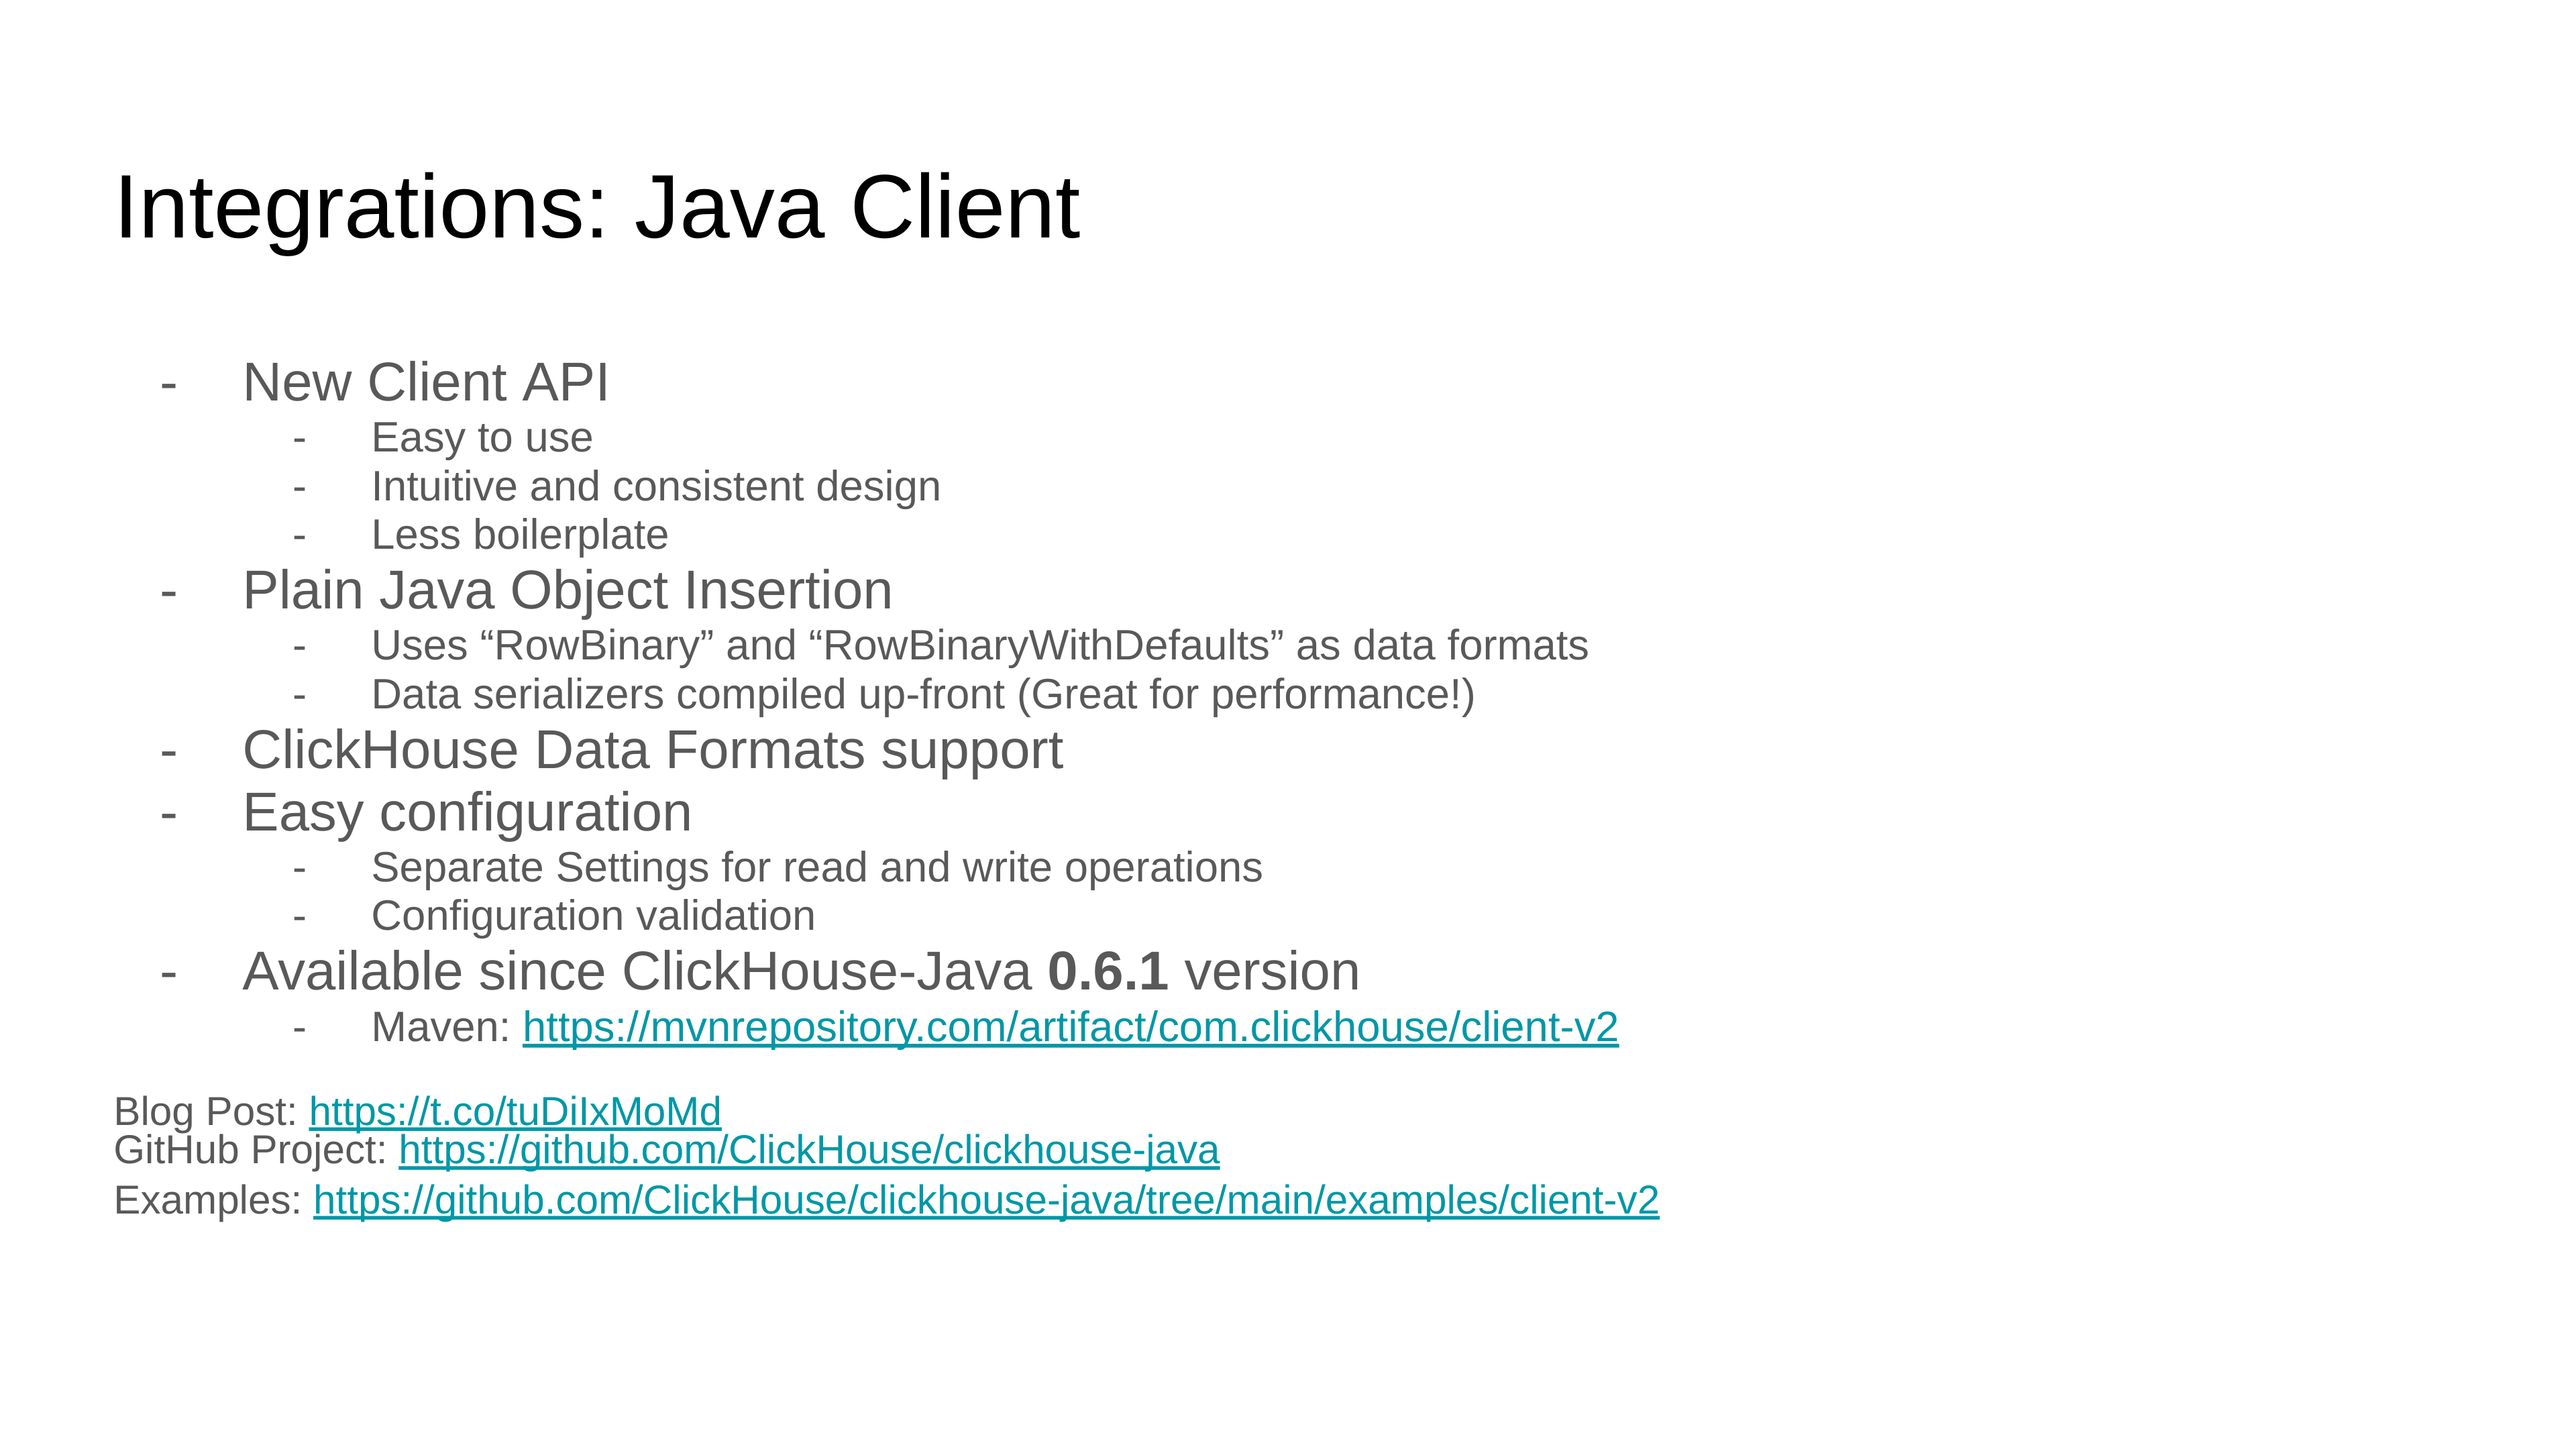 Integrations: Java Client
- New Client API
- Easy to use
- Intuitive and consistent design
- Less boilerplate
- Plain Java Object Insertion
- Uses “RowBinary” and “RowBinaryWithDefaults” as data formats
- Data serializers compiled up-front (Great for performance!)
- ClickHouse Data Formats support
- Easy configuration
- Separate Settings for read and write operations
- Configuration validation
- Available since ClickHouse-Java 0.6.1 version
- Maven: https://mvnrepository.com/artifact/com.clickhouse/client-v2
Blog Post: https://t.co/tuDiIxMoMd
GitHub Project: https://github.com/ClickHouse/clickhouse-java
Examples: https://github.com/ClickHouse/clickhouse-java/tree/main/examples/client-v2